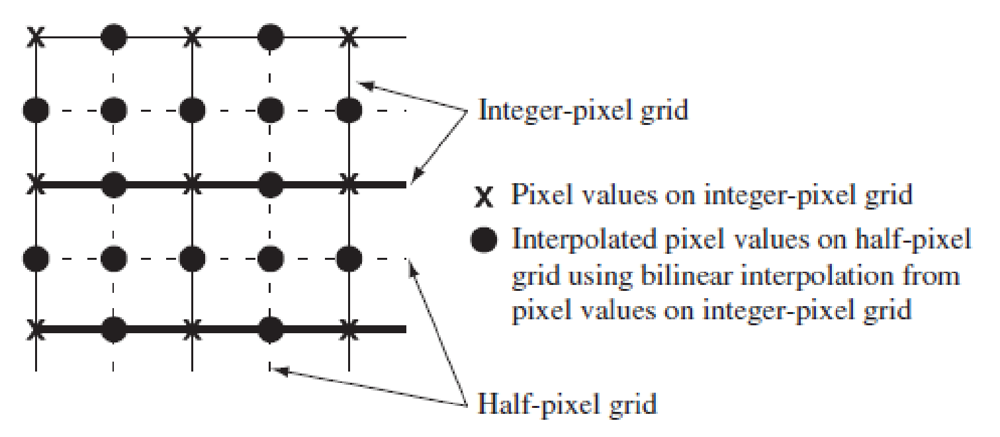 Integer-pixel grid
x Pixel values on integer-pixel grid
Interpolated pixel values on half-pixel
grid using bilinear interpolation from
pixel values on integer-pixel grid
Half-pixel grid